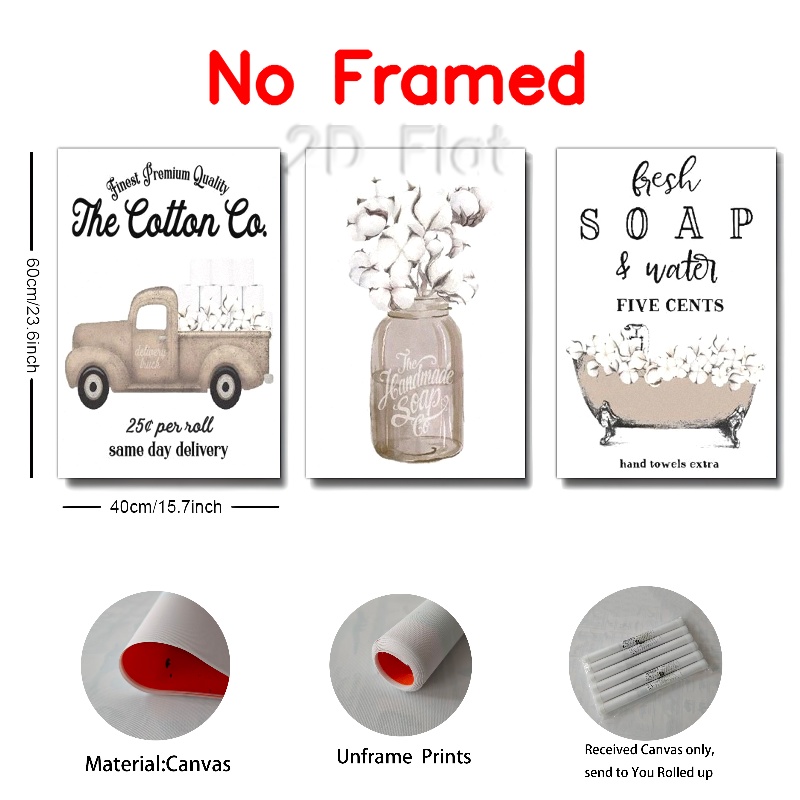 No Framed
2D Flat
60cm/23.6inch
Finest Premium Quality
The Cotton Co.
delivery
truck
25¢ per roll
same day delivery
The
Handmade
Soap
Co
fresh
SOAP
& water
FIVE CENTS
hand towels extra
40cm/15.7inch
Material:Canvas
Unframe Prints
Received Canvas only,
send to You Rolled up